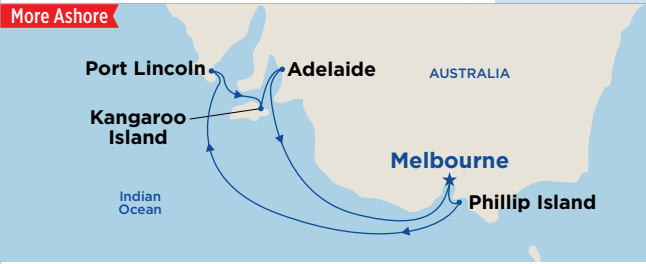 More Ashore
Port Lincoln
Adelaide
AUSTRALIA
Kangaroo
Island
Melbourne
Indian
Ocean
Phillip Island